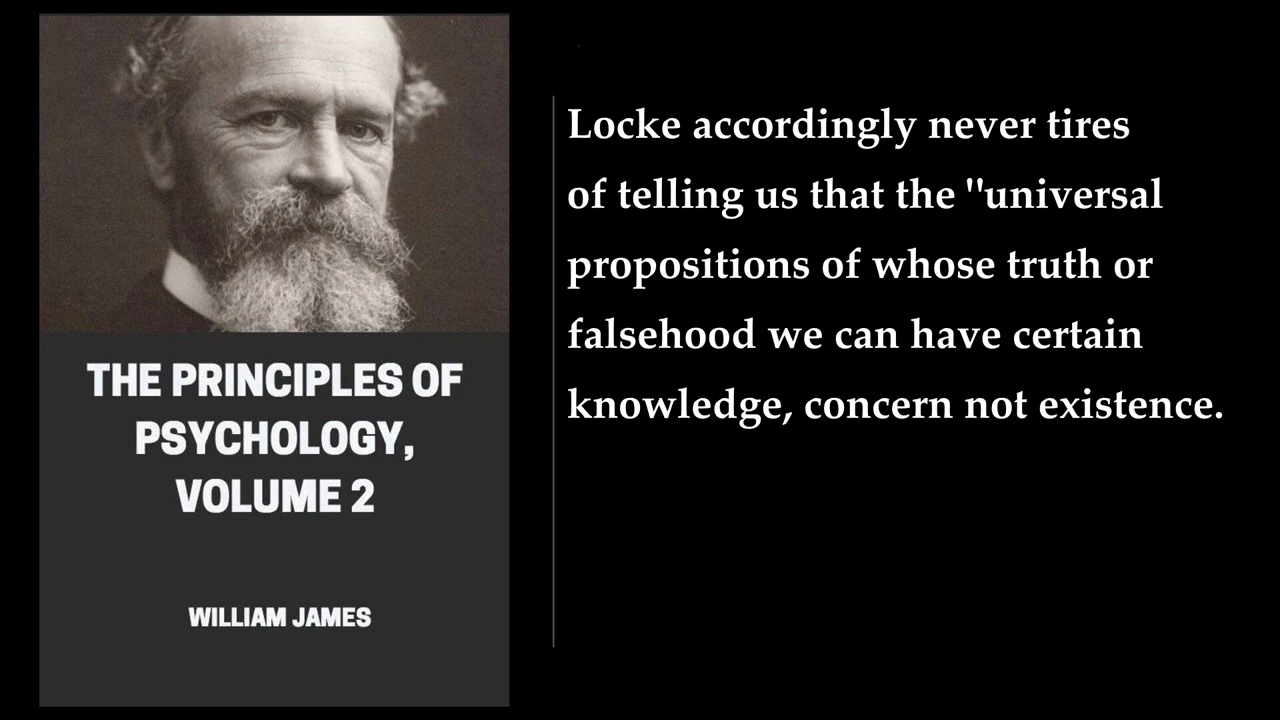 THE PRINCIPLES OF
PSYCHOLOGY,
VOLUME 2
WILLIAM JAMES
Locke accordingly never tires
of telling us that the "universal
propositions of whose truth or
falsehood we can have certain
knowledge, concern not existence.